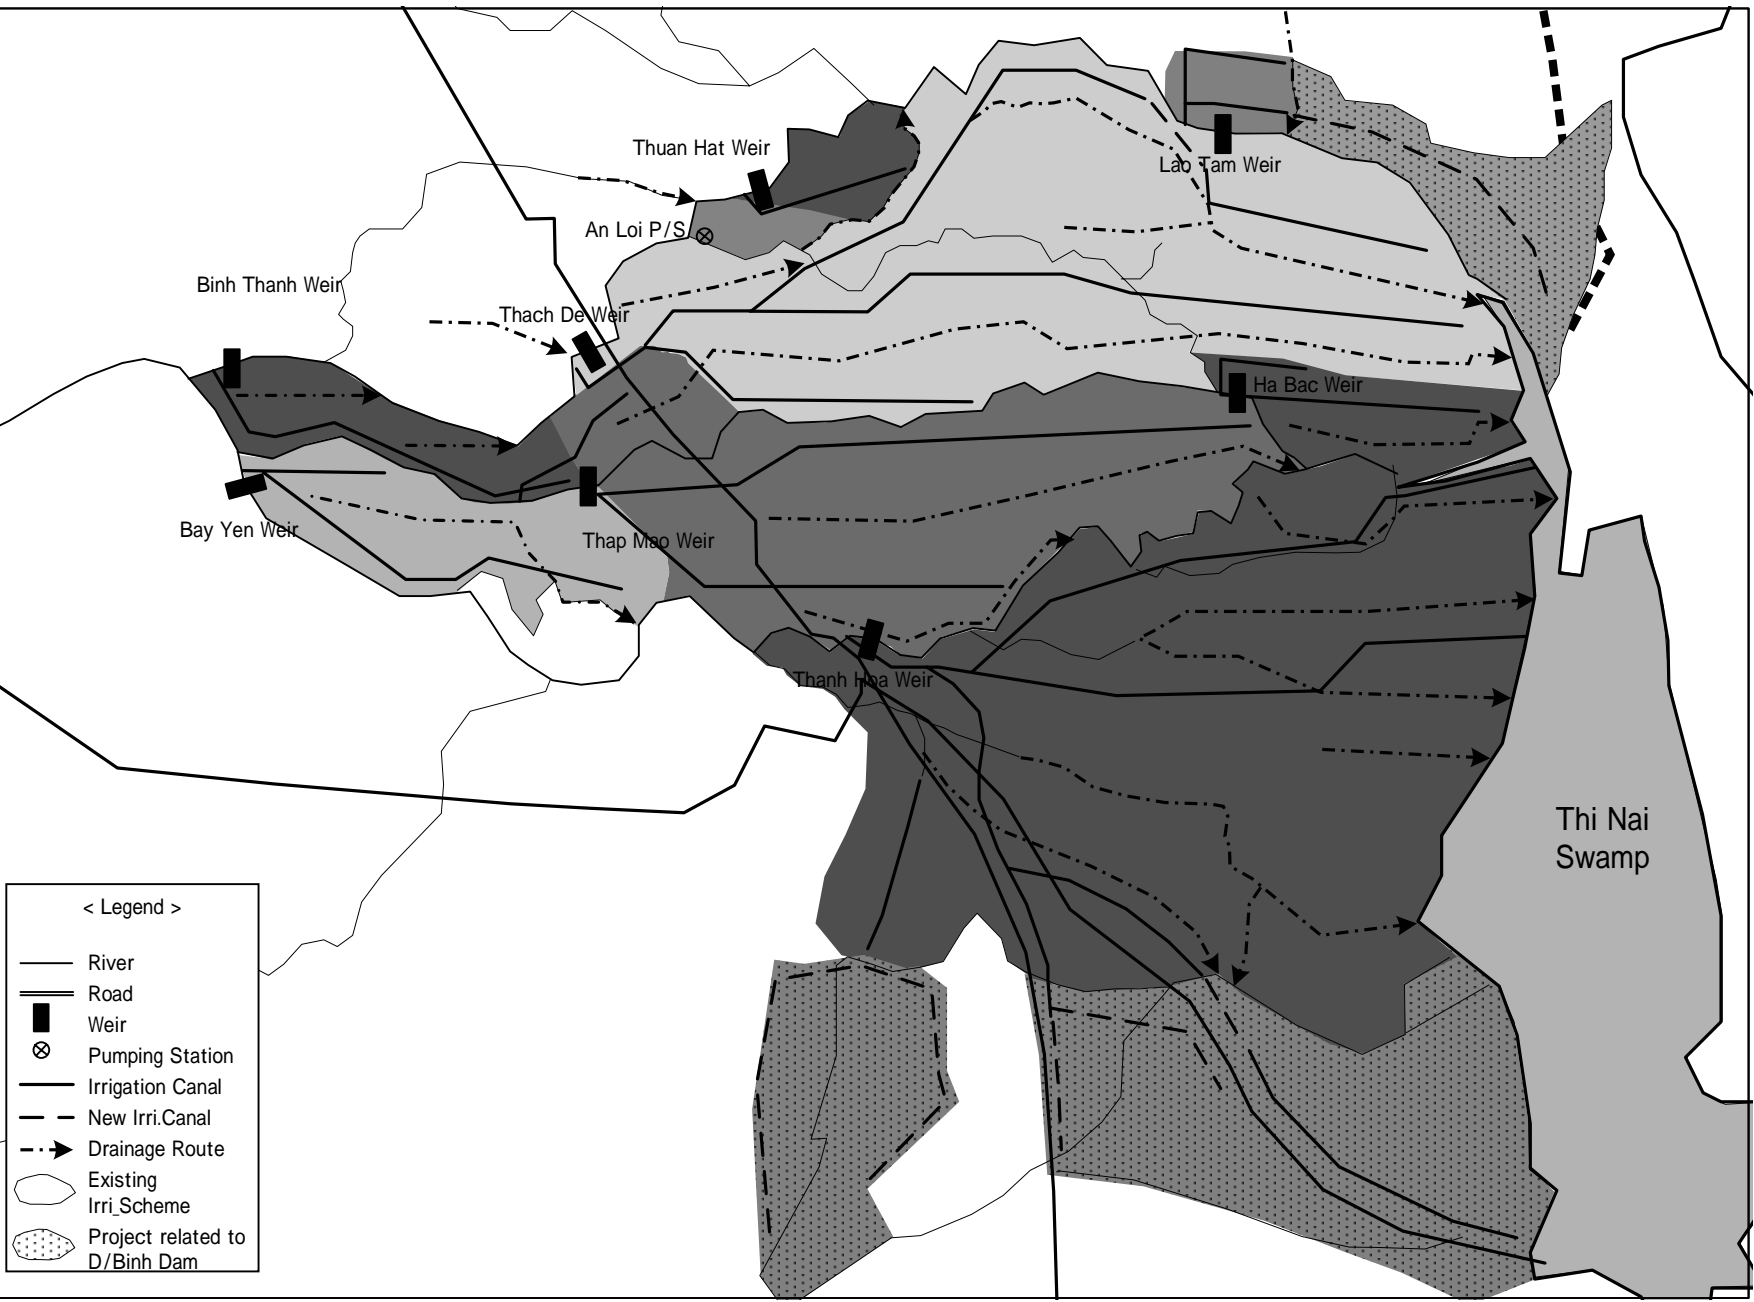 Thuan Hat Weir
Lao Tam Weir
An Loi P/S
Binh Thanh Weir
Thach De Weir
Ha Bac Weir
Bay Yen Weir
Thap Mao Weir
Thanh Hoa Weir
Thi Nai
Swamp
< Legend >
River
Road
Weir
Pumping Station
Irrigation Canal
New Irri.Canal
Drainage Route
Existing
Irri_Scheme
Project related to
D/Binh Dam